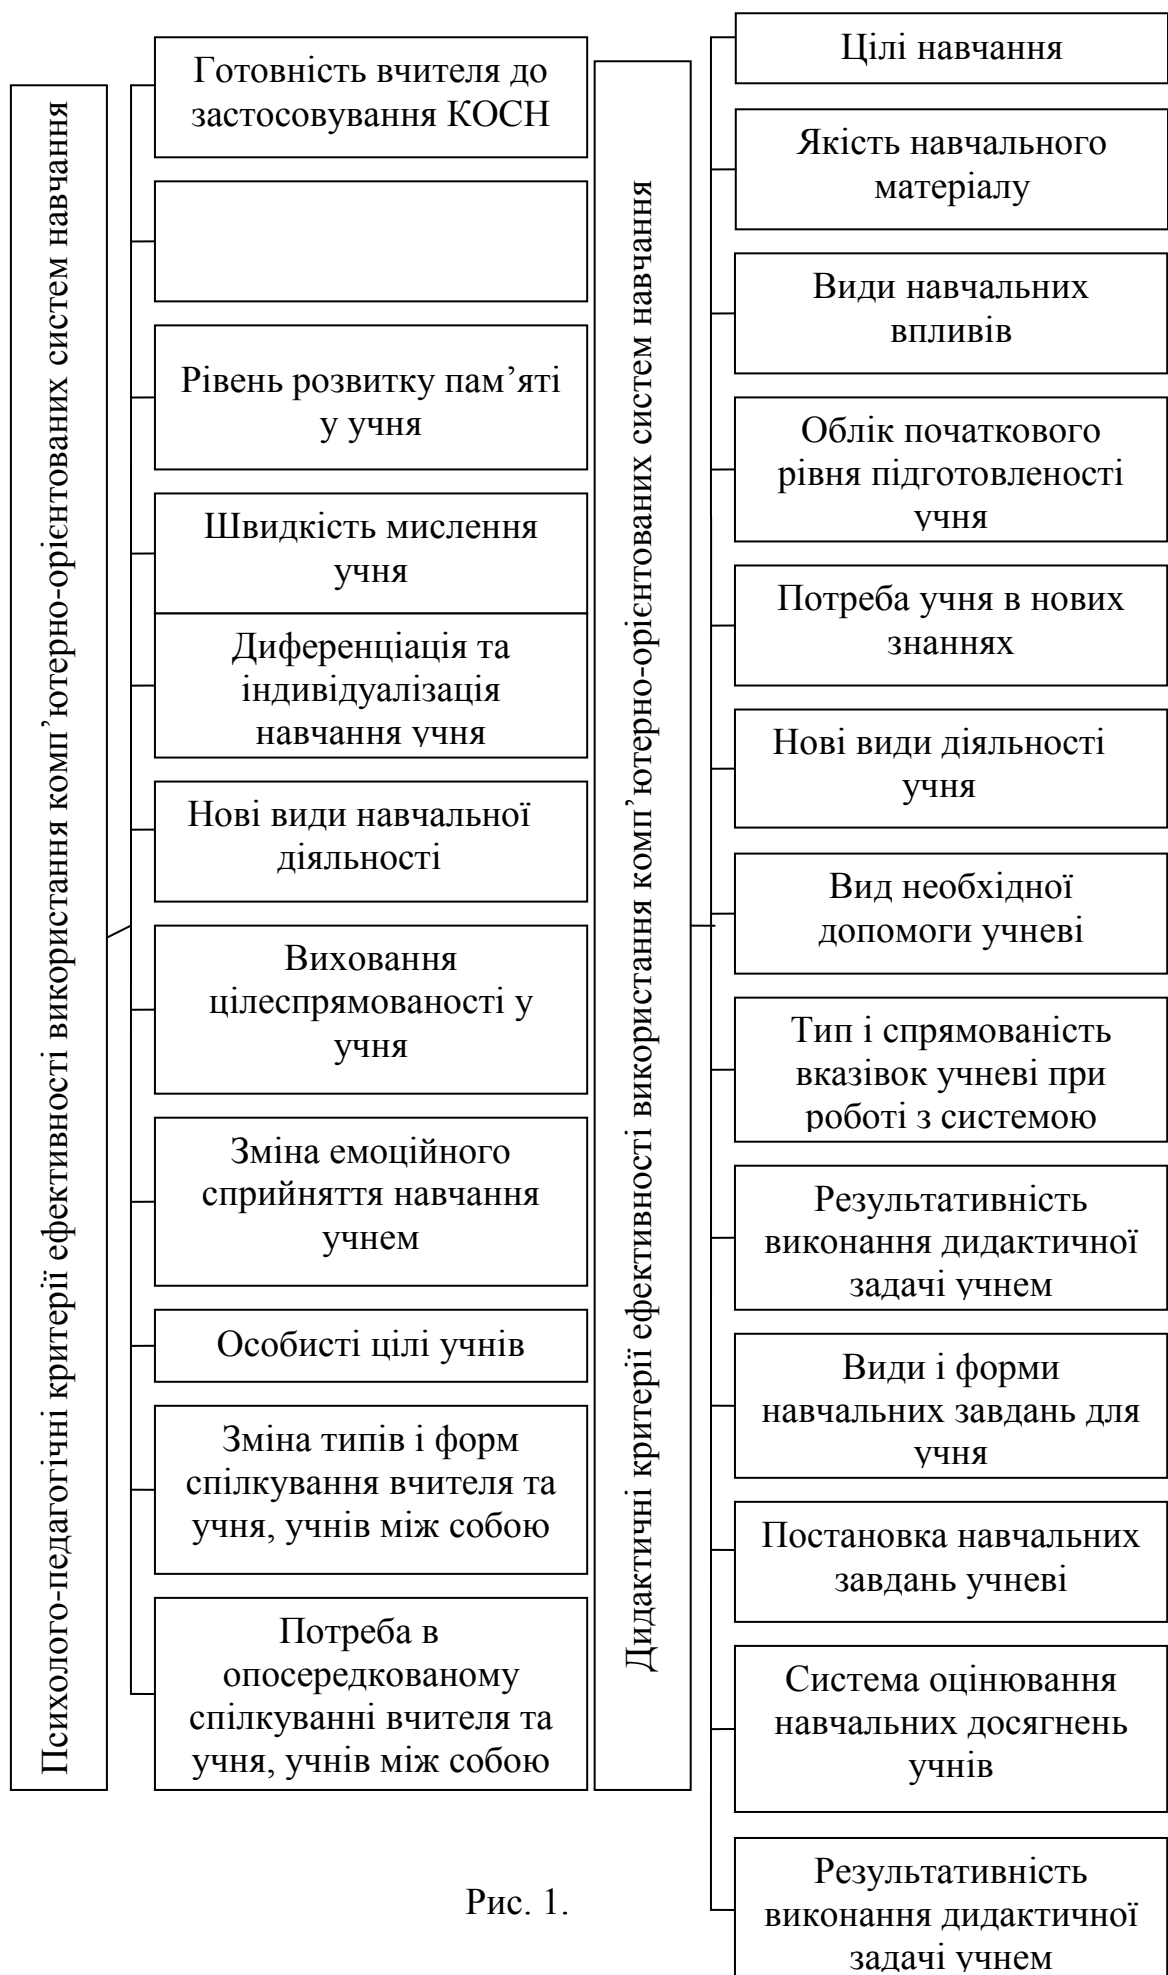 Психолого-педагогічні критерії ефективності використання комп’ютерно-орієнтованих систем навчання
Готовність вчителя до
застосовування КОСН
Рівень розвитку пам’яті
у учня
Швидкість мислення
учня
Диференціація та
індивідуалізація
навчання учня
Нові види навчальної
діяльності
Виховання
цілеспрямованості у
учня
Зміна емоційного
сприйняття навчання
учнем
Особисті цілі учнів
Зміна типів і форм
спілкування вчителя та
учня, учнів між собою
Потреба в
опосередкованому
спілкуванні вчителя та
учня, учнів між собою
Дидактичні критерії ефективності використання комп’ютерно-орієнтованих систем навчання
Цілі навчання
Якість навчального
матеріалу
Види навчальних
впливів
Облік початкового
рівня підготовленості
учня
Потреба учня в нових
знаннях
Нові види діяльності
учня
Вид необхідної
допомоги учневі
Тип і спрямованість
вказівок учневі при
роботі з системою
Результативність
виконання дидактичної
задачі учнем
Види і форми
навчальних завдань для
учня
Постановка навчальних
завдань учневі
Система оцінювання
навчальних досягнень
учнів
Результативність
виконання дидактичної
задачі учнем
Рис. 1.